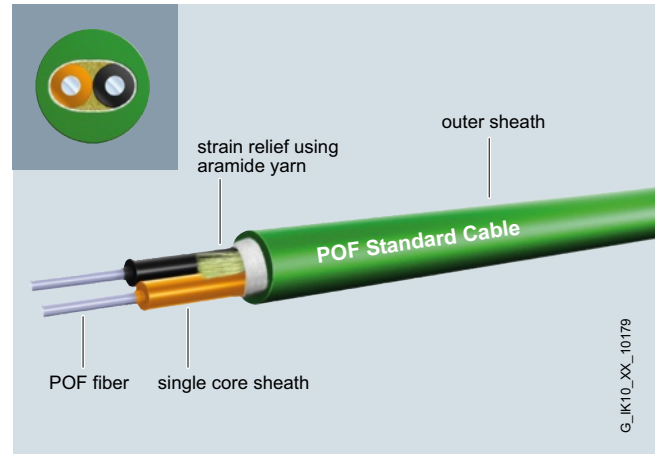 outer sheath
strain relief using
aramide yarn
POF Standard Cable
POF fiber
single core sheath
G_IK10_XX_10179